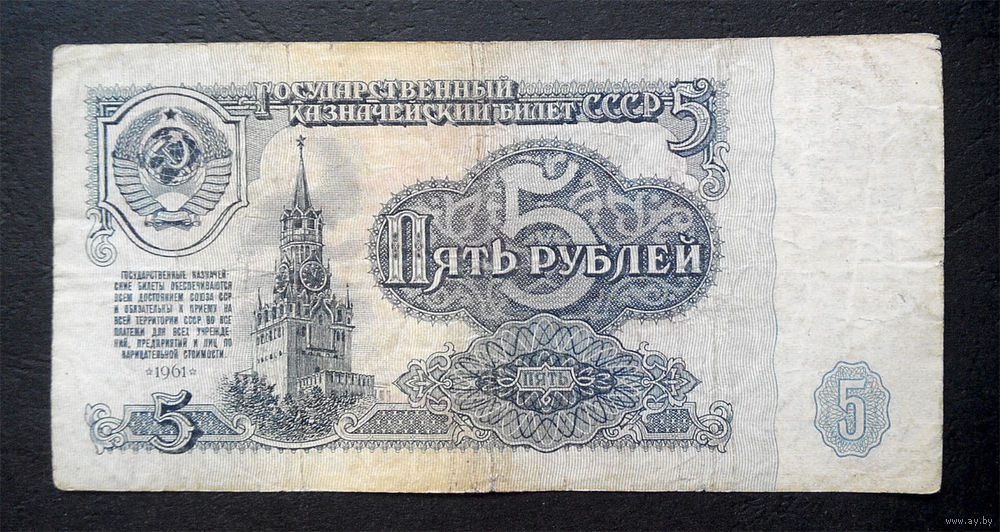 ГОСУДАРСТВЕННЫЙ
КАЗНАЧЕЙСКИЙ БИЛЕТ СССР 5
ПЯТЬ РУБЛЕЙ
5
ГОСУДАРСТВЕННЫЕ КАЗНАЧЕЙ-
СКИЕ БИЛЕТЫ ОБЕСПЕЧИВАЮТСЯ
ВСЕМ ДОСТОЯНИЕМ СОЮЗА ССР
И ОБЯЗАТЕЛЬНЫ К ПРИЕМУ НА
ВСЕЙ ТЕРРИТОРИИ СССР ВО ВСЕ
ПЛАТЕЖИ ДЛЯ ВСЕХ УЧРЕЖДЕ-
НИЙ, ПРЕДПРИЯТИЙ И ЛИЦ ПО
НАРИЦАТЕЛЬНОЙ СТОИМОСТИ.
☆1961☆
5
ПЯТЬ
5
www.ay.by